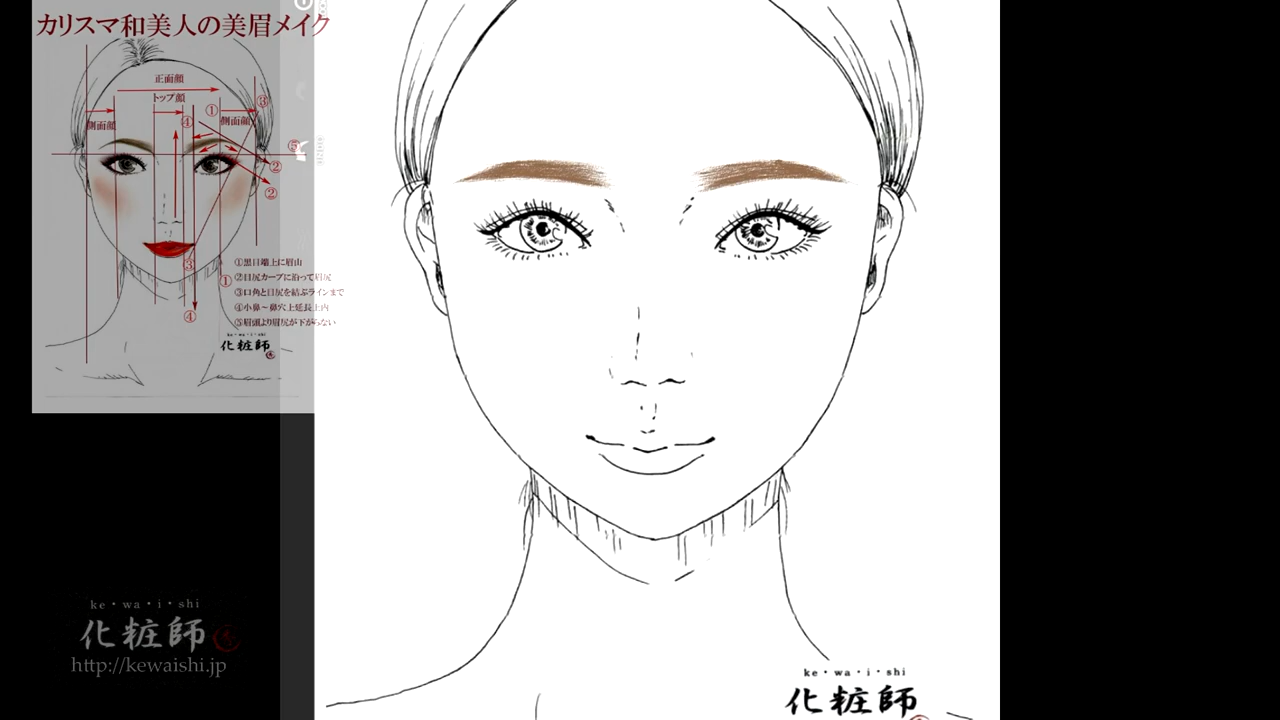 カリスマ和美人の美眉メイク
正面顔
トップ顔
側面顔
側面顔
①
③
④
⑤
②
②
③
①
④
①黒目端上に眉山
②目尻カーブに沿って眉尻
③口角と目尻を結ぶラインまで
④小鼻～鼻穴上延長上内
⑤眉頭より眉尻が下がらない
ke・wa・i・shi
化粧師
ke・wa・i・shi
化粧師
http://kewaishi.jp
ke・wa・i・shi
化粧師